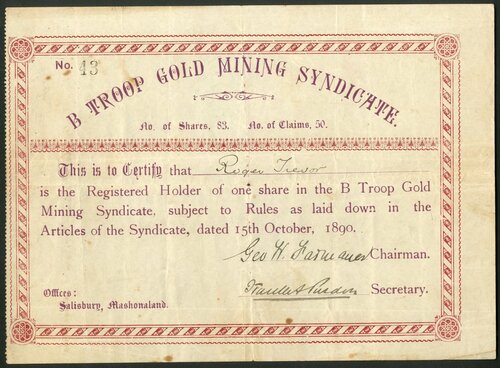 No. 43
B TROOP GOLD MINING SYNDICATE.
No. of Shares, 83. No. of Claims, 50.
This is to Certify that Roger Trevor
is the Registered Holder of one share in the B Troop Gold
Mining Syndicate, subject to Rules as laid down in the
Articles of the Syndicate, dated 15th October, 1890.
Geo H. Chairman.
Secretary.
Offices:
Salisbury, Mashonaland.